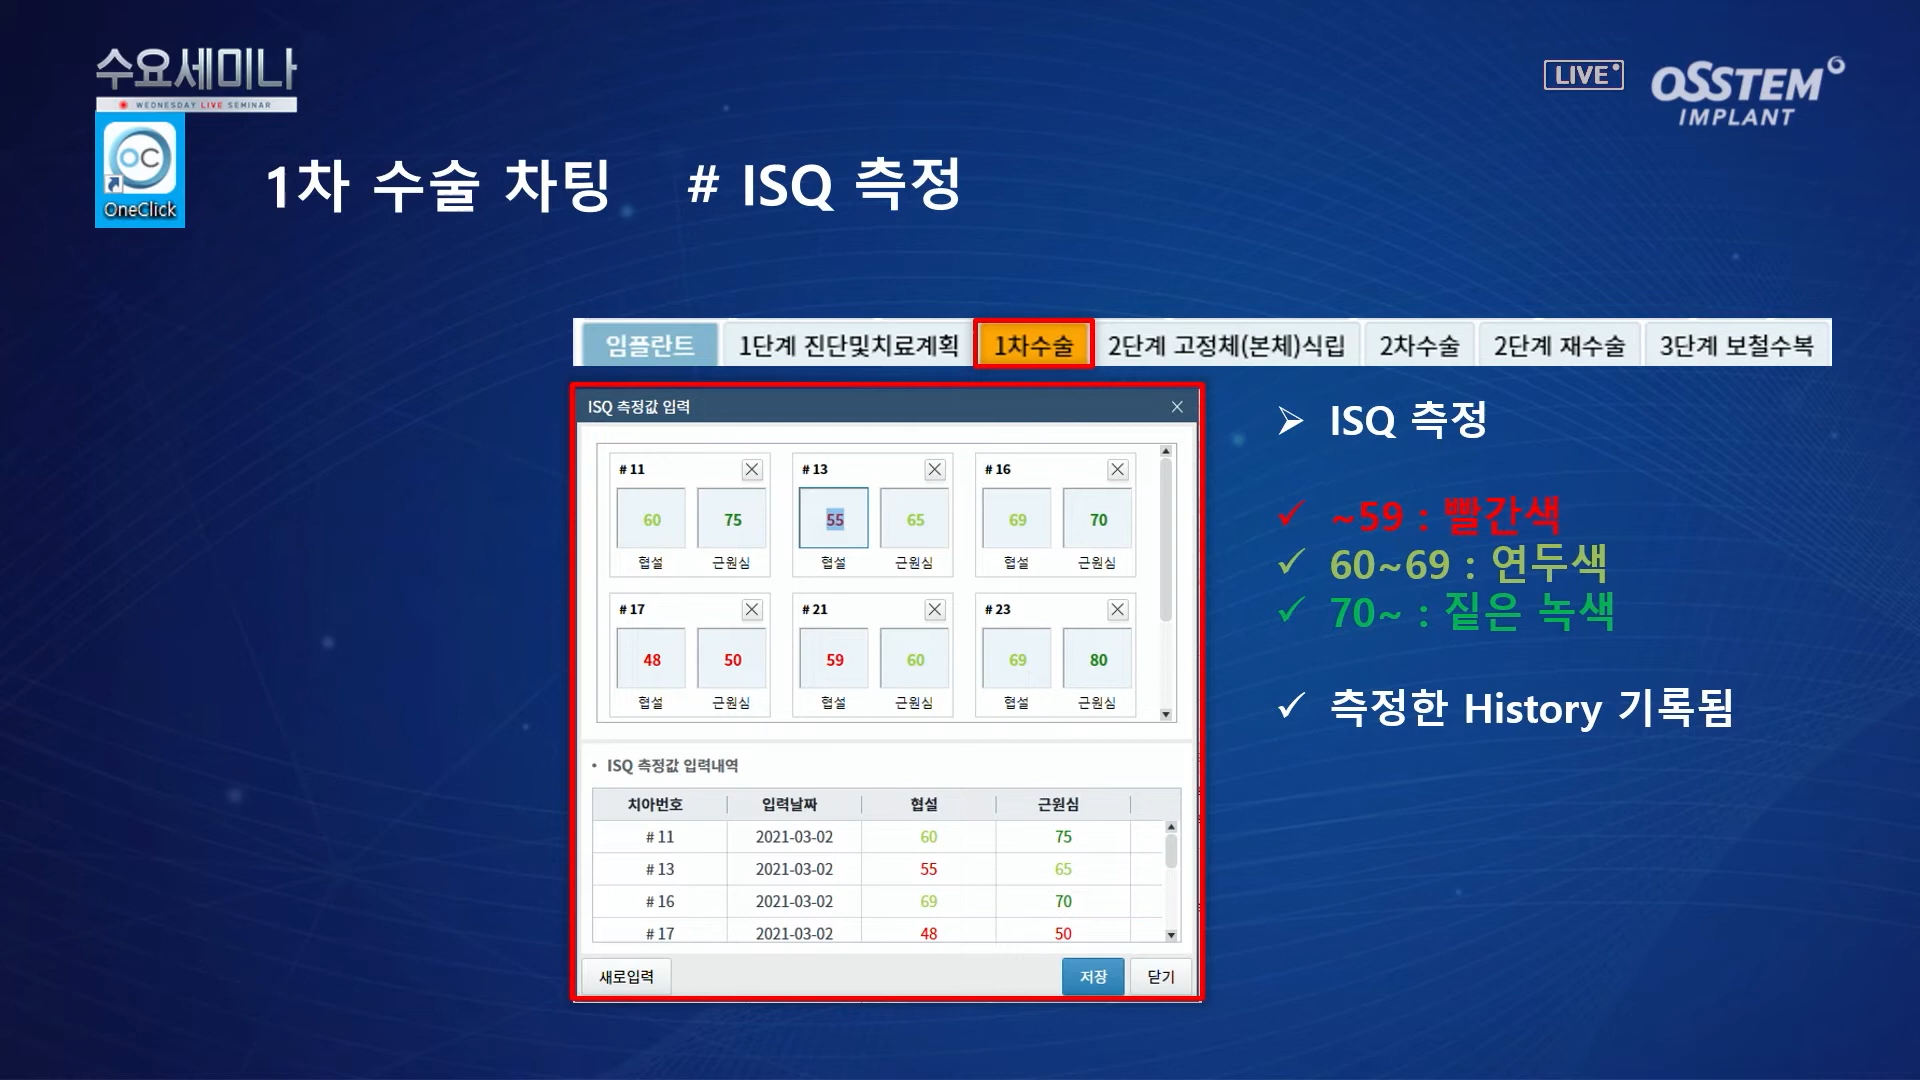 수요세미나
WEDNESDAY LIVE SEMINAR
LIVE
OSSTEM
IMPLANT
OC
OneClick
1차 수술 차팅 # ISQ 측정
임플란트 1단계 진단및치료계획 1차수술 2단계 고정체(본체)식립 2차수술 2단계 재수술 3단계 보철수복
ISQ 측정값 입력
# 11 # 13 # 16
60 75 55 65 69 70
협설 근원심 협설 근원심 협설 근원심
# 17 # 21 # 23
48 50 59 60 69 80
협설 근원심 협설 근원심 협설 근원심
• ISQ 측정값 입력내역
치아번호 입력날짜 협설 근원심
# 11 2021-03-02 60 75
# 13 2021-03-02 55 65
# 16 2021-03-02 69 70
# 17 2021-03-02 48 50
새로입력 저장 닫기
➢ ISQ 측정
✓ ~59 : 빨간색
✓ 60~69 : 연두색
✓ 70~ : 짙은 녹색
✓ 측정한 History 기록됨